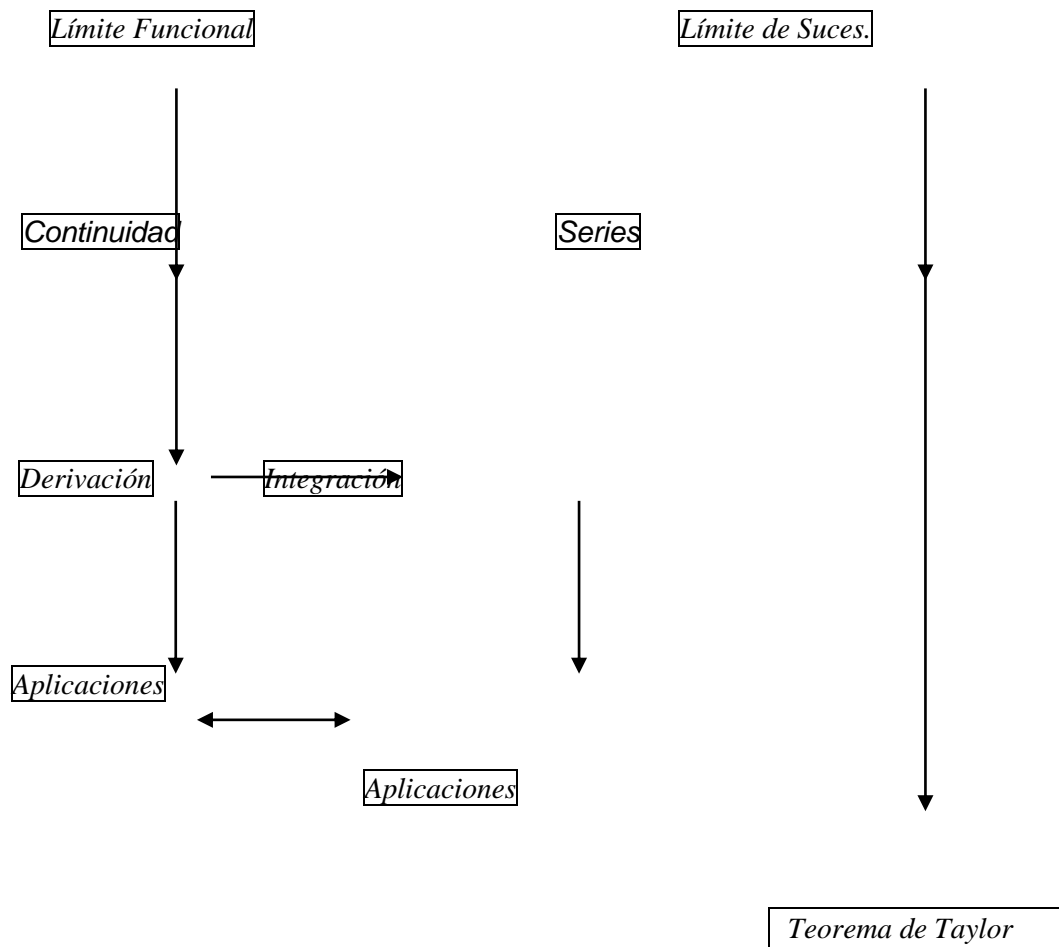 Límite Funcional
Límite de Suces.
Continuidad
Series
Derivación
Integración
Aplicaciones
Aplicaciones
Teorema de Taylor